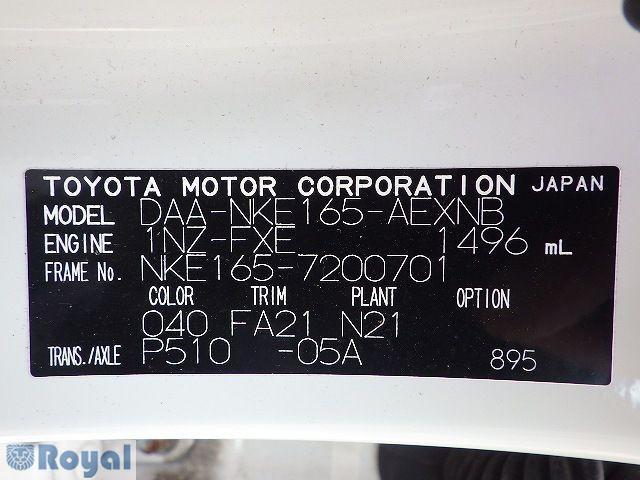 TOYOTA MOTOR CORPORATION JAPAN
MODEL DAA-NKE165-AEXNB
ENGINE 1NZ-FXE 1496 mL
FRAME No. NKE165-7200701
COLOR TRIM PLANT OPTION
040 FA21 N21
TRANS./AXLE P510 -05A 895
Royal